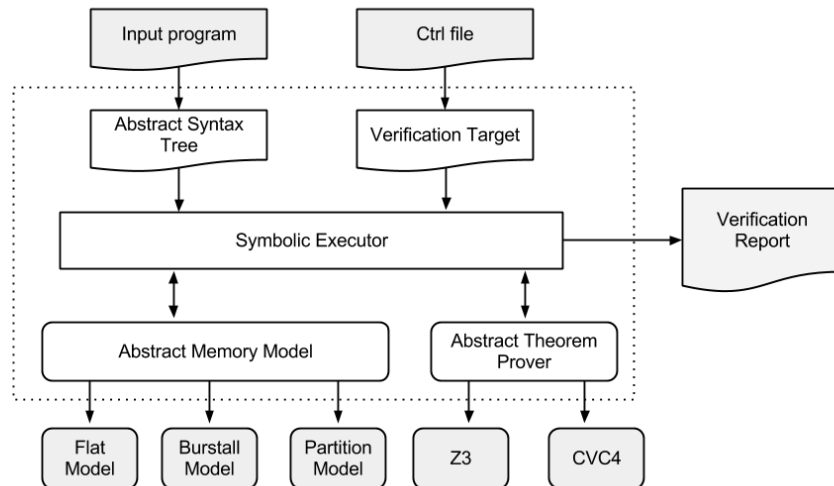 Input program
Ctrl file
Abstract Syntax
Tree
Verification Target
Symbolic Executor
Verification
Report
Abstract Memory Model
Abstract Theorem
Prover
Flat
Model
Burstall
Model
Partition
Model
Z3
CVC4